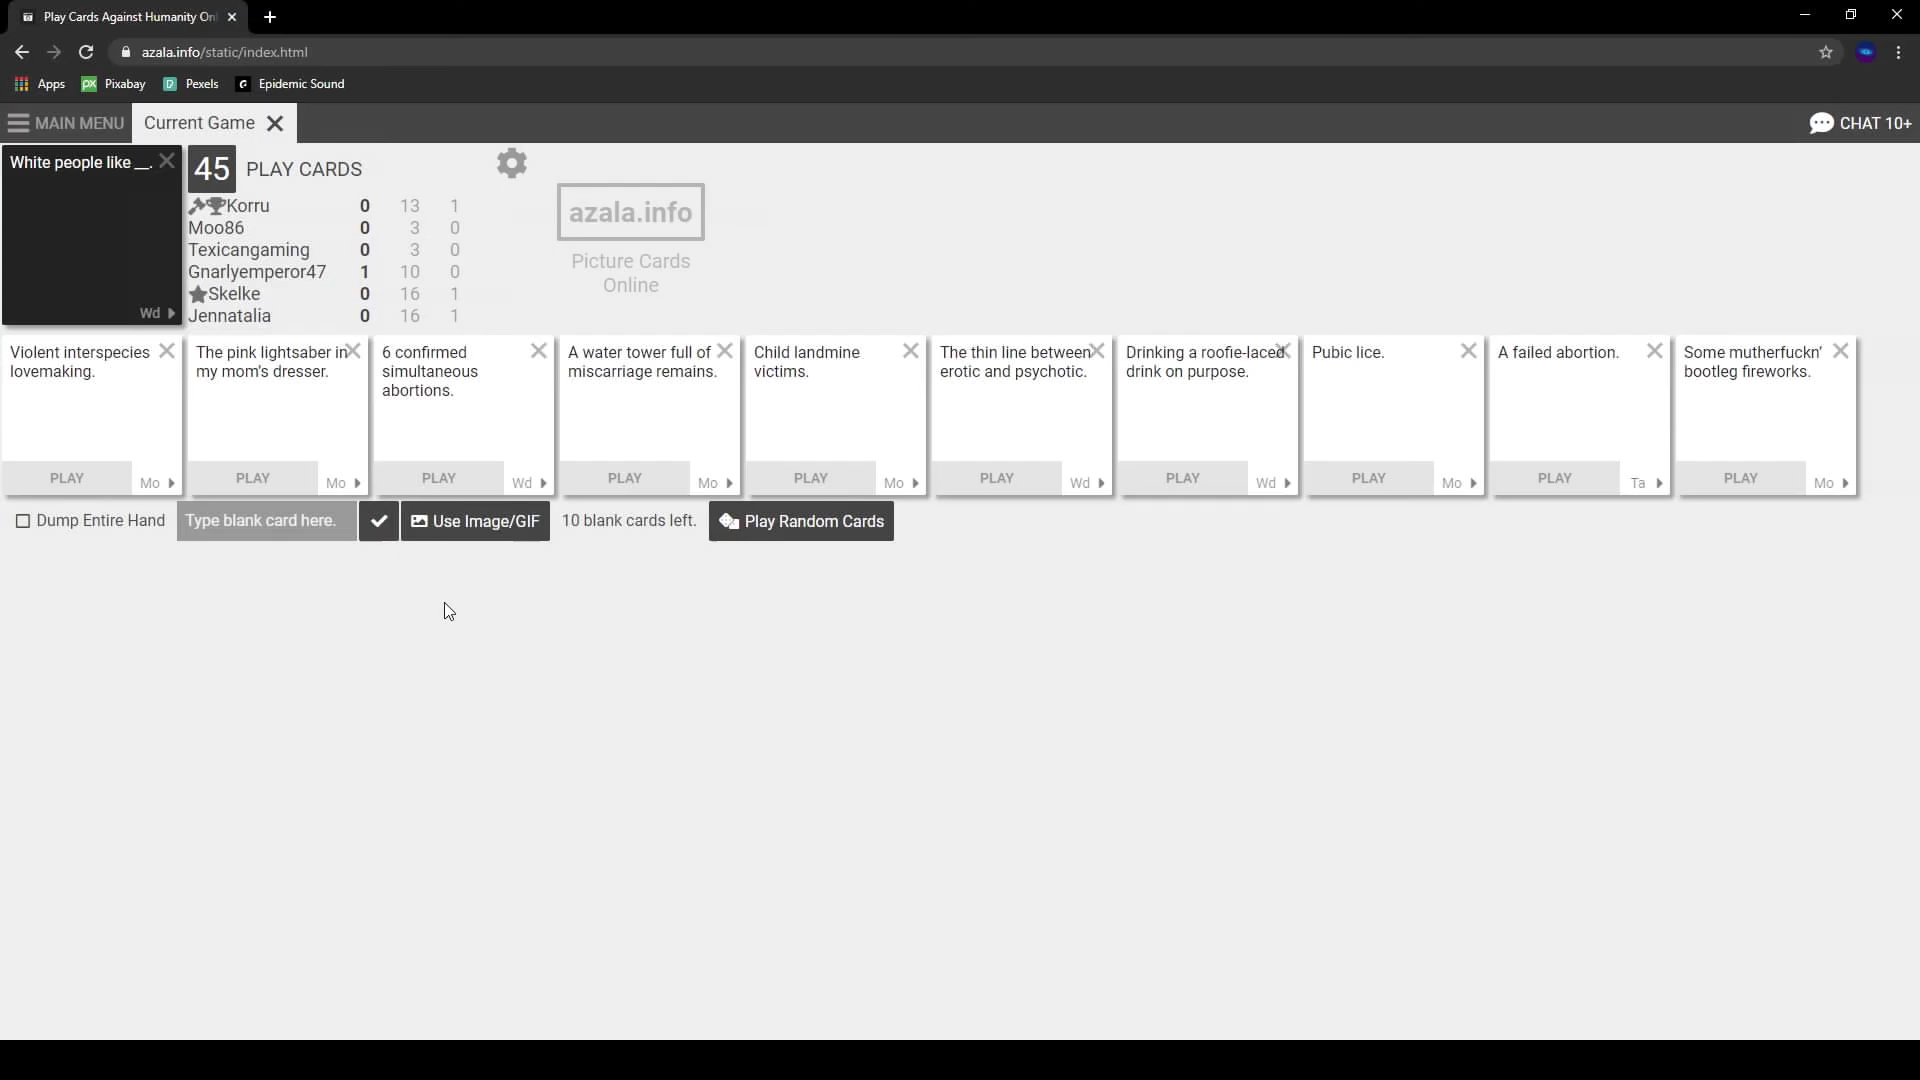 Play Cards Against Humanity Onl
azala.info/static/index.html
Apps
Pixabay
Pexels
Epidemic Sound
MAIN MENU
Current Game
CHAT 10+
White people like __.
Wd
45 PLAY CARDS
Korru 0 13 1
Moo86 0 3 0
Texicangaming 0 3 0
Gnarlyemperor47 1 10 0
Skelke 0 16 1
Jennatalia 0 16 1
azala.info
Picture Cards
Online
Violent interspecies
lovemaking.
PLAY
Mo
The pink lightsaber in
my mom's dresser.
PLAY
Mo
6 confirmed
simultaneous
abortions.
PLAY
Wd
A water tower full of
miscarriage remains.
PLAY
Mo
Child landmine
victims.
PLAY
Mo
The thin line between
erotic and psychotic.
PLAY
Wd
Drinking a roofie-laced
drink on purpose.
PLAY
Wd
Pubic lice.
PLAY
Mo
A failed abortion.
PLAY
Ta
Some mutherfuckn'
bootleg fireworks.
PLAY
Mo
Dump Entire Hand
Type blank card here.
Use Image/GIF
10 blank cards left.
Play Random Cards